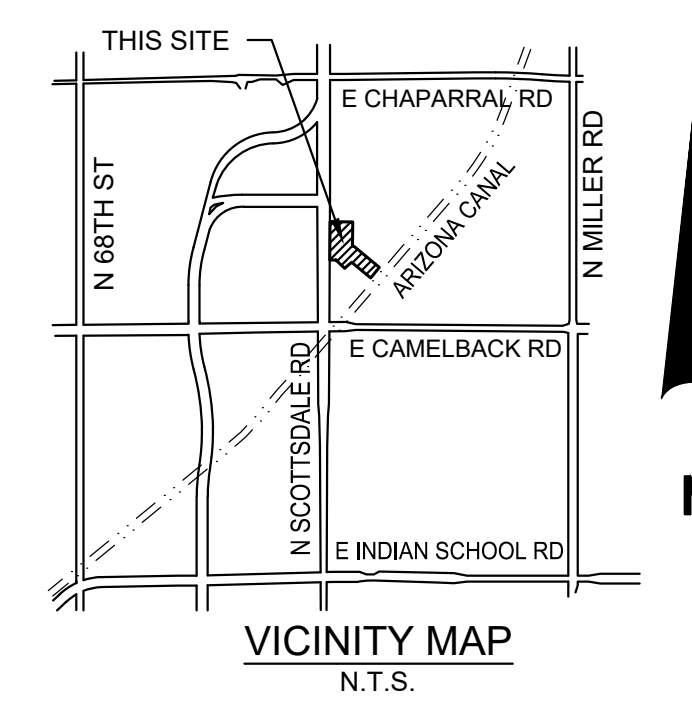 THIS SITE
E CHAPARRAL RD
N 68TH ST
N MILLER RD
ARIZONA CANAL
E CAMELBACK RD
N SCOTTSDALE RD
E INDIAN SCHOOL RD
VICINITY MAP
N.T.S.